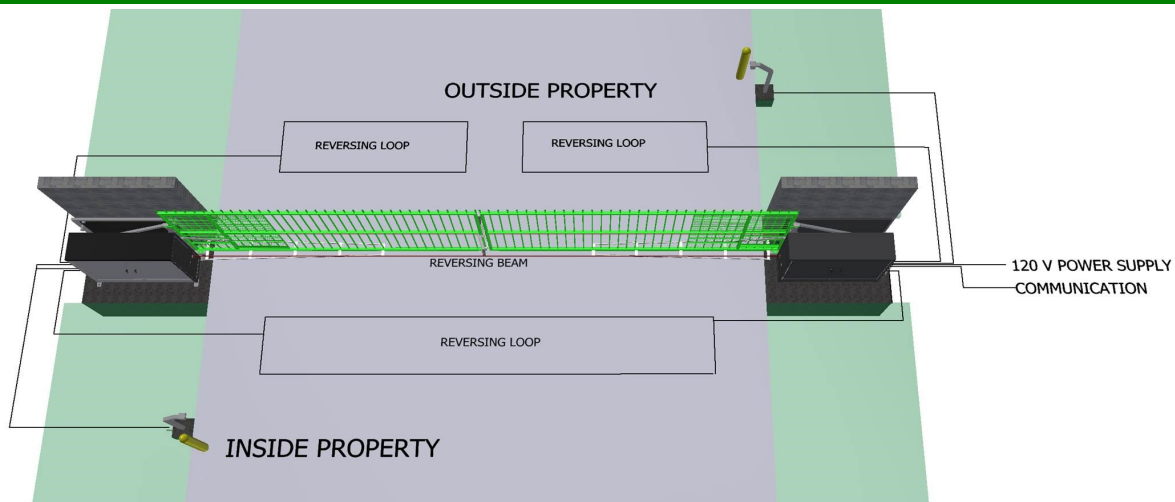 OUTSIDE PROPERTY
REVERSING LOOP
REVERSING LOOP
REVERSING BEAM
120 V POWER SUPPLY
COMMUNICATION
REVERSING LOOP
INSIDE PROPERTY